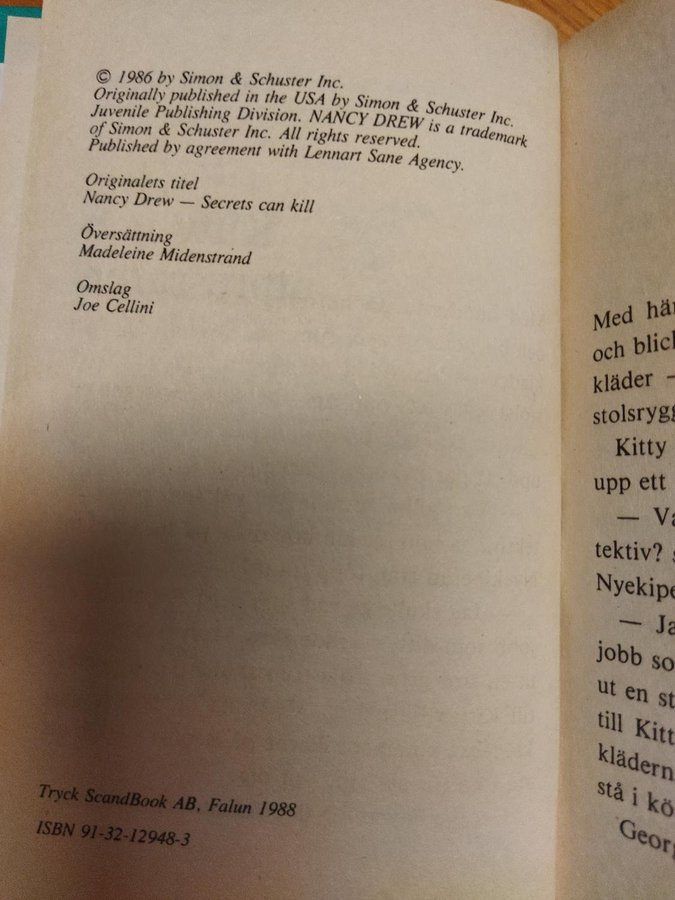 © 1986 by Simon & Schuster Inc.
Originally published in the USA by Simon & Schuster Inc.
Juvenile Publishing Division. NANCY DREW is a trademark
of Simon & Schuster Inc. All rights reserved.
Published by agreement with Lennart Sane Agency.
Originalets titel
Nancy Drew — Secrets can kill
Översättning
Madeleine Midenstrand
Omslag
Joe Cellini
Tryck ScandBook AB, Falun 1988
ISBN 91-32-12948-3
Med
och
kläder —
Kitty
upp ett
—
tektiv?
—
jobb
ut en
till
stå i